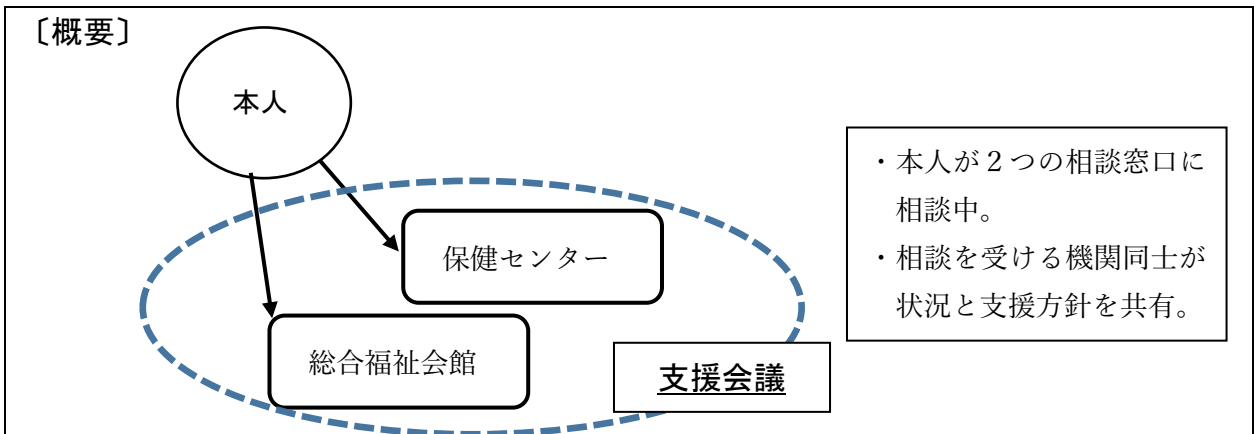 〔概要〕
本人
保健センター
総合福祉会館
支援会議
・本人が２つの相談窓口に
相談中。
・相談を受ける機関同士が
状況と支援方針を共有。